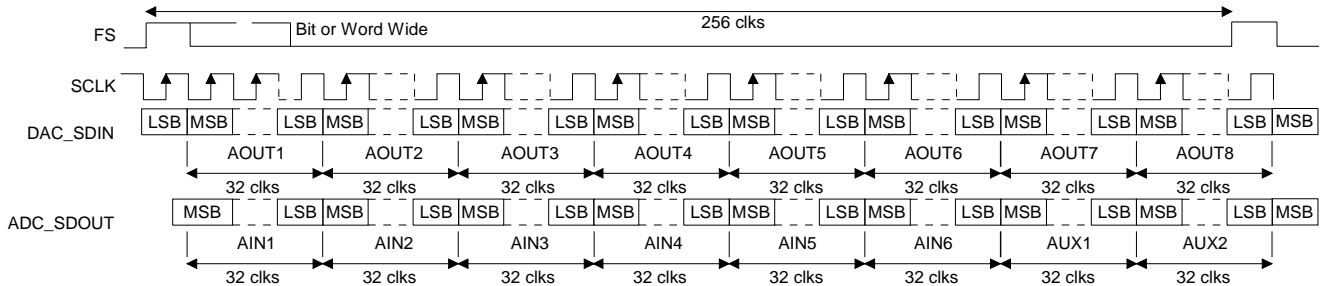 256 clks
FS
Bit or Word Wide
SCLK
DAC_SDIN
LSB MSB LSB MSB LSB MSB LSB MSB LSB MSB LSB MSB LSB MSB LSB MSB LSB MSB
AOUT1 AOUT2 AOUT3 AOUT4 AOUT5 AOUT6 AOUT7 AOUT8
32 clks 32 clks 32 clks 32 clks 32 clks 32 clks 32 clks 32 clks
ADC_SDOUT
MSB LSB MSB LSB MSB LSB MSB LSB MSB LSB MSB LSB MSB LSB MSB LSB MSB
AIN1 AIN2 AIN3 AIN4 AIN5 AIN6 AUX1 AUX2
32 clks 32 clks 32 clks 32 clks 32 clks 32 clks 32 clks 32 clks